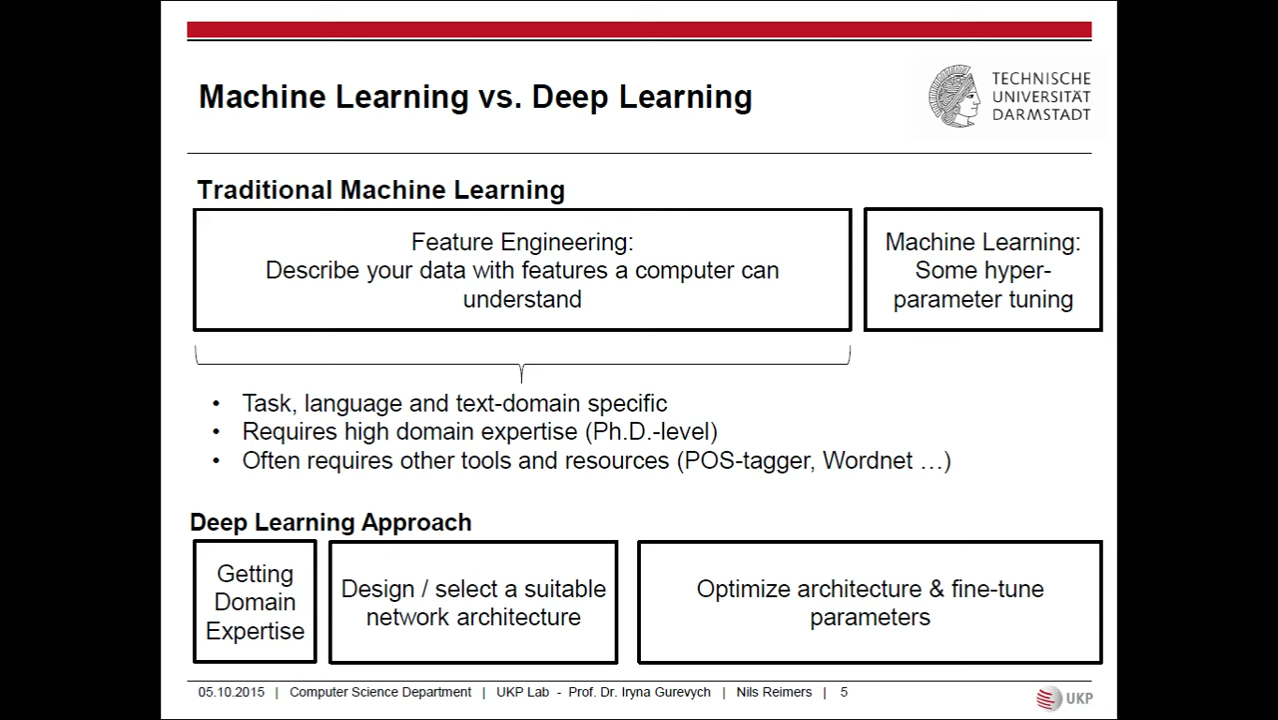 Machine Learning vs. Deep Learning
TECHNISCHE
UNIVERSITÄT
DARMSTADT
Traditional Machine Learning
Feature Engineering:
Describe your data with features a computer can
understand
Machine Learning:
Some hyper-
parameter tuning
• Task, language and text-domain specific
• Requires high domain expertise (Ph.D.-level)
• Often requires other tools and resources (POS-tagger, Wordnet …)
Deep Learning Approach
Getting
Domain
Expertise
Design / select a suitable
network architecture
Optimize architecture & fine-tune
parameters
05.10.2015 | Computer Science Department | UKP Lab - Prof. Dr. Iryna Gurevych | Nils Reimers | 5
UKP